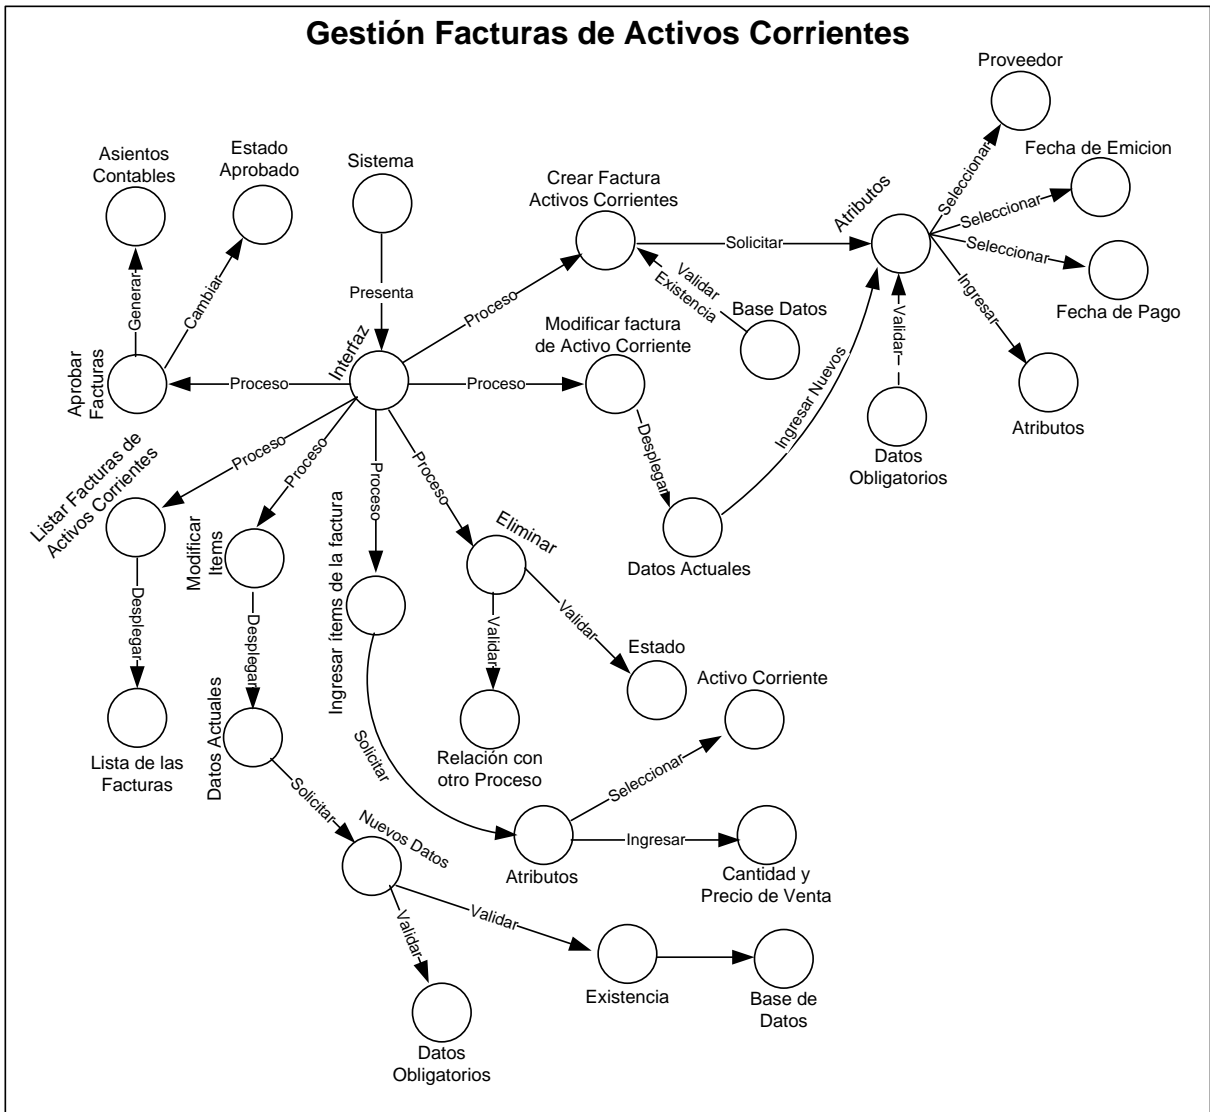 Gestión Facturas de Activos Corrientes
Proveedor
Asientos
Contables
Estado
Aprobado
Sistema
Crear Factura
Activos Corrientes
Atributos
Seleccionar
Fecha de Emicion
Seleccionar
Seleccionar
Fecha de Pago
Ingresar
Atributos
Solicitar
Validar
Existencia
Base Datos
Validar
Datos
Obligatorios
Generar
Cambiar
Presenta
Interfaz
Proceso
Modificar factura
de Activo Corriente
Proceso
Proceso
Aprobar
Facturas
Ingresar Nuevos
Desplegar
Datos Actuales
Proceso
Proceso
Proceso
Proceso
Listar Facturas de
Activos Corrientes
Modificar
Items
Ingresar ítems de la factura
Eliminar
Desplegar
Desplegar
Validar
Validar
Estado
Activo Corriente
Lista de las
Facturas
Datos Actuales
Solicitar
Relación con
otro Proceso
Seleccionar
Solicitar
Nuevos Datos
Atributos
Ingresar
Cantidad y
Precio de Venta
Validar
Validar
Existencia
Base de
Datos
Datos
Obligatorios